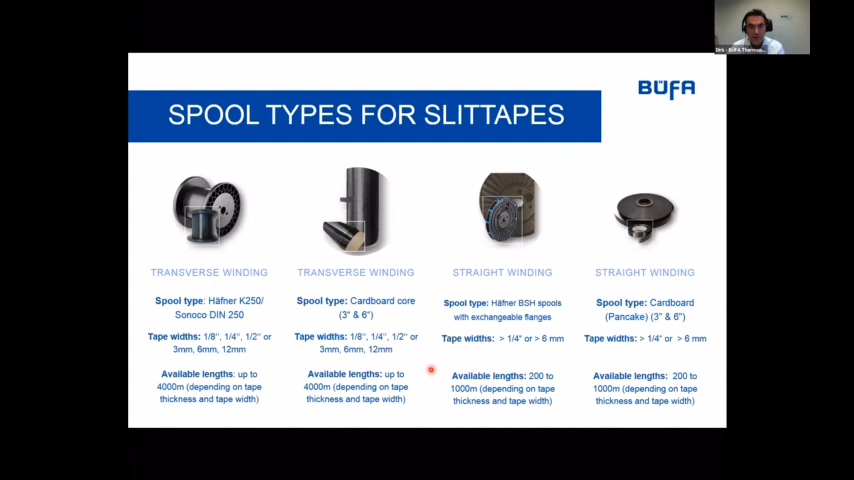 Dirk - BÜFA Thermop...
BÜFA
SPOOL TYPES FOR SLITTAPES
TRANSVERSE WINDING
Spool type: Häfner K250/
Sonoco DIN 250
Tape widths: 1/8", 1/4", 1/2" or
3mm, 6mm, 12mm
Available lengths: up to
4000m (depending on tape
thickness and tape width)
TRANSVERSE WINDING
Spool type: Cardboard core
(3" & 6")
Tape widths: 1/8", 1/4", 1/2" or
3mm, 6mm, 12mm
Available lengths: up to
4000m (depending on tape
thickness and tape width)
STRAIGHT WINDING
Spool type: Häfner BSH spools
with exchangeable flanges
Tape widths: > 1/4" or > 6 mm
Available lengths: 200 to
1000m (depending on tape
thickness and tape width)
STRAIGHT WINDING
Spool type: Cardboard
(Pancake) (3" & 6")
Tape widths: > 1/4" or > 6 mm
Available lengths: 200 to
1000m (depending on tape
thickness and tape width)